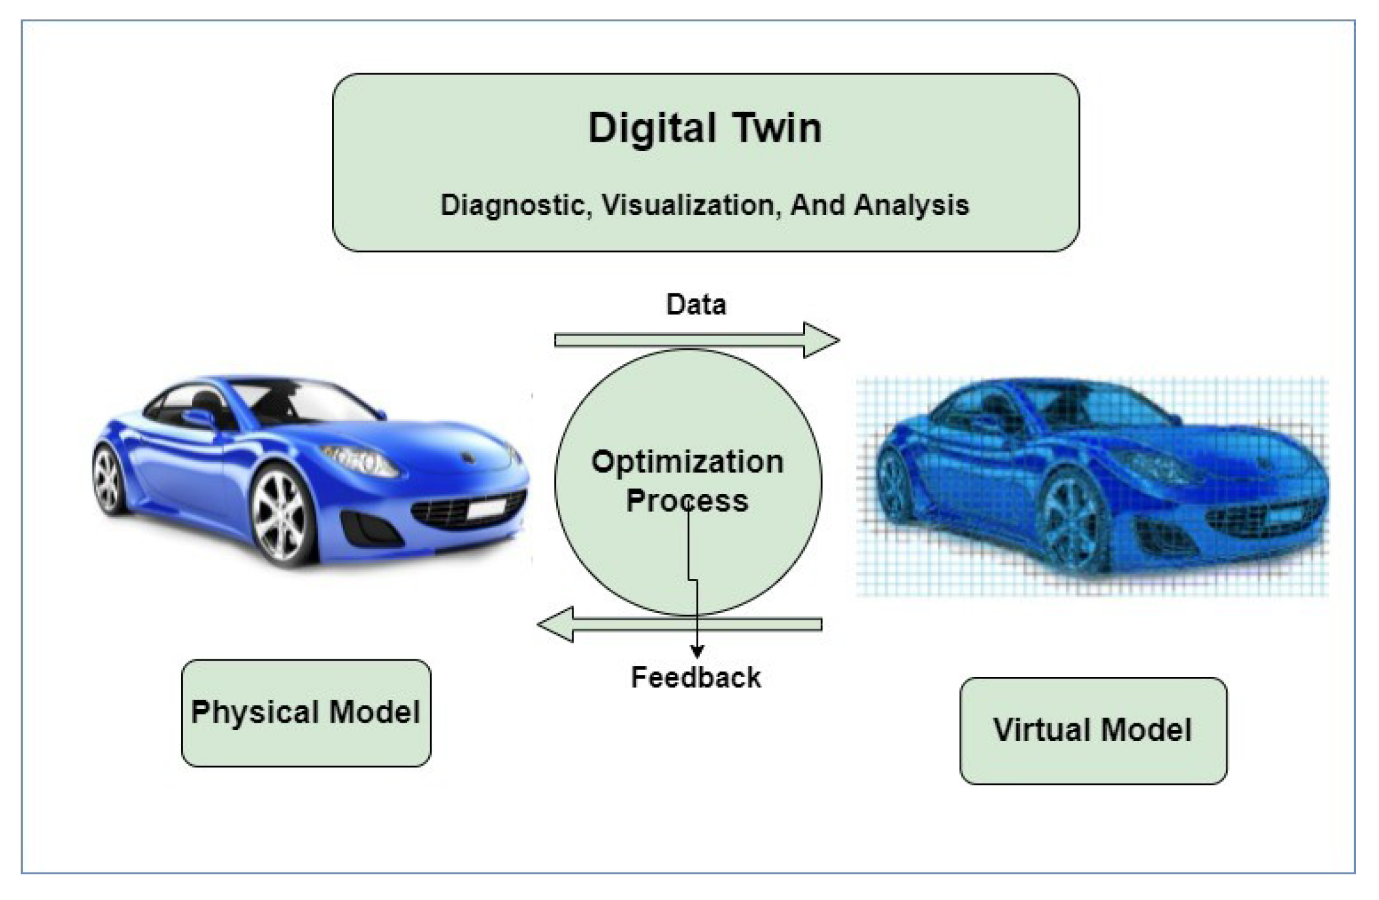 Digital Twin
Diagnostic, Visualization, And Analysis
Data
Optimization
Process
Feedback
Physical Model
Virtual Model